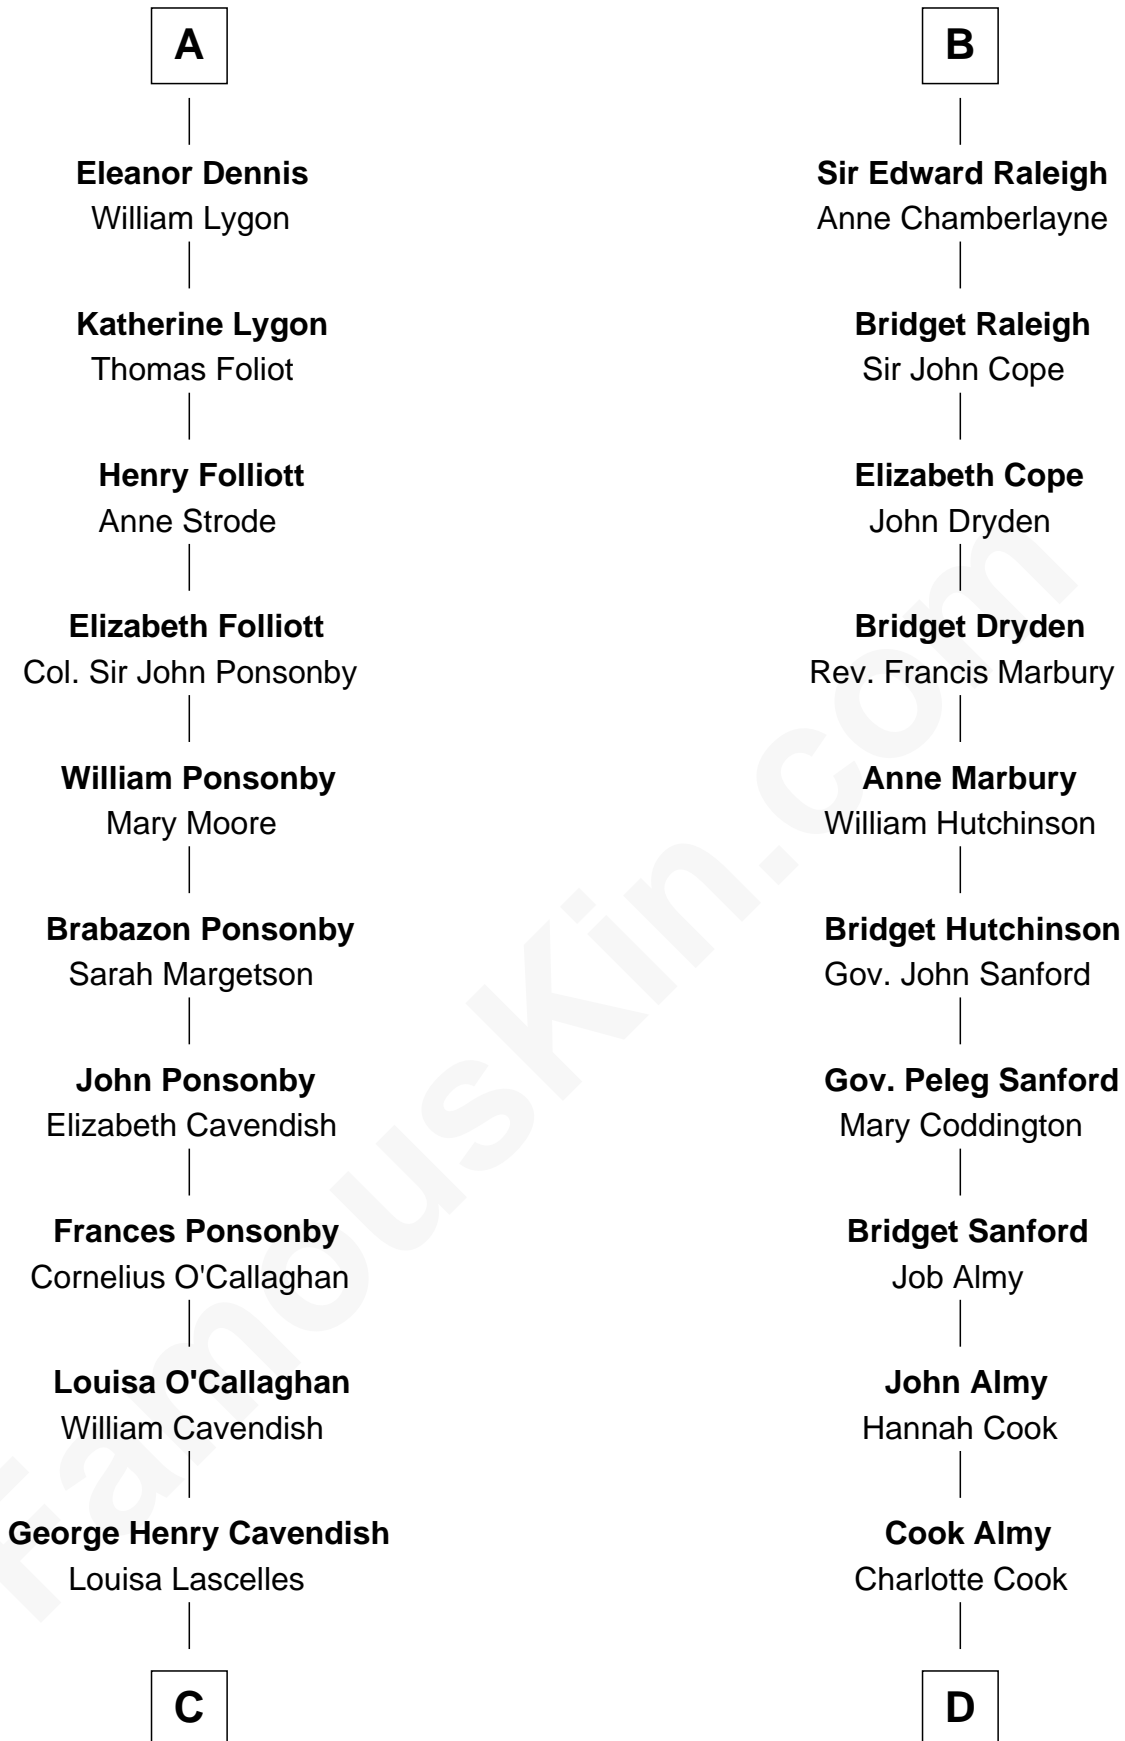 A
Eleanor Dennis
William Lygon
Katherine Lygon
Thomas Foliot
Henry Folliott
Anne Strode
Elizabeth Folliott
Col. Sir John Ponsonby
William Ponsonby
Mary Moore
Brabazon Ponsonby
Sarah Margetson
John Ponsonby
Elizabeth Cavendish
Frances Ponsonby
Cornelius O'Callaghan
Louisa O'Callaghan
William Cavendish
George Henry Cavendish
Louisa Lascelles
C
B
Sir Edward Raleigh
Anne Chamberlayne
Bridget Raleigh
Sir John Cope
Elizabeth Cope
John Dryden
Bridget Dryden
Rev. Francis Marbury
Anne Marbury
William Hutchinson
Bridget Hutchinson
Gov. John Sanford
Gov. Peleg Sanford
Mary Coddington
Bridget Sanford
Job Almy
John Almy
Hannah Cook
Cook Almy
Charlotte Cook
D
FamousKin.com